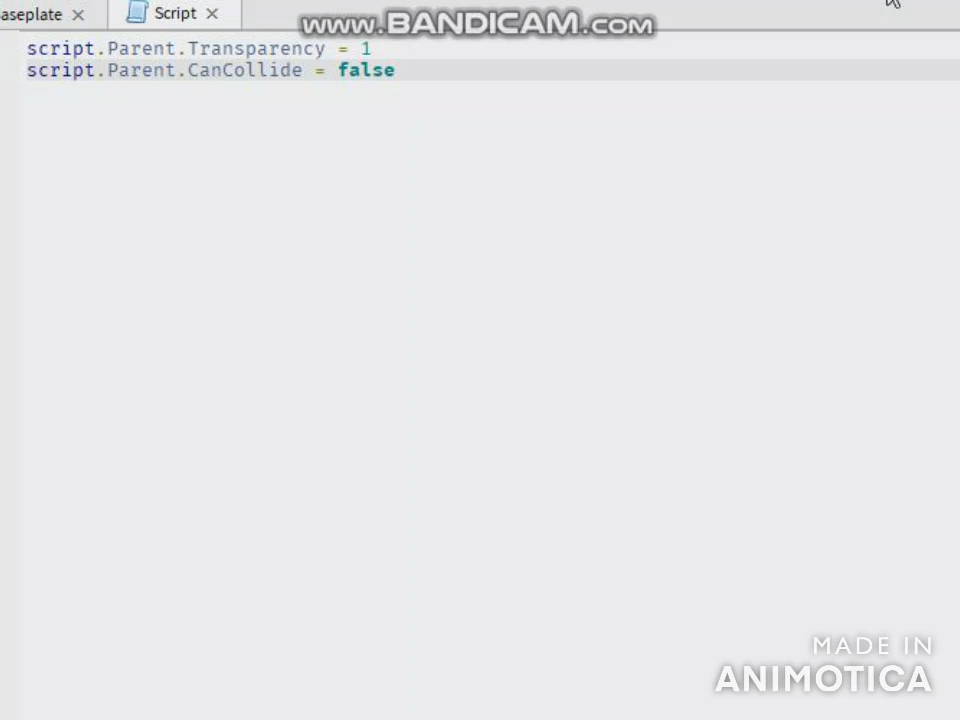 aseplate
Script
www.BANDICAM.com
script.Parent.Transparency = 1
script.Parent.CanCollide = false
MADE IN
ANIMOTICA